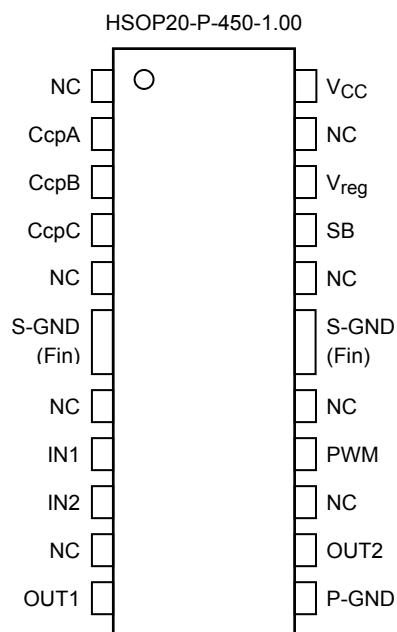 HSOP20-P-450-1.00
NC
CcpA
CcpB
CcpC
NC
S-GND
(Fin)
NC
IN1
IN2
NC
OUT1
VCC
NC
Vreg
SB
NC
S-GND
(Fin)
NC
PWM
NC
OUT2
P-GND